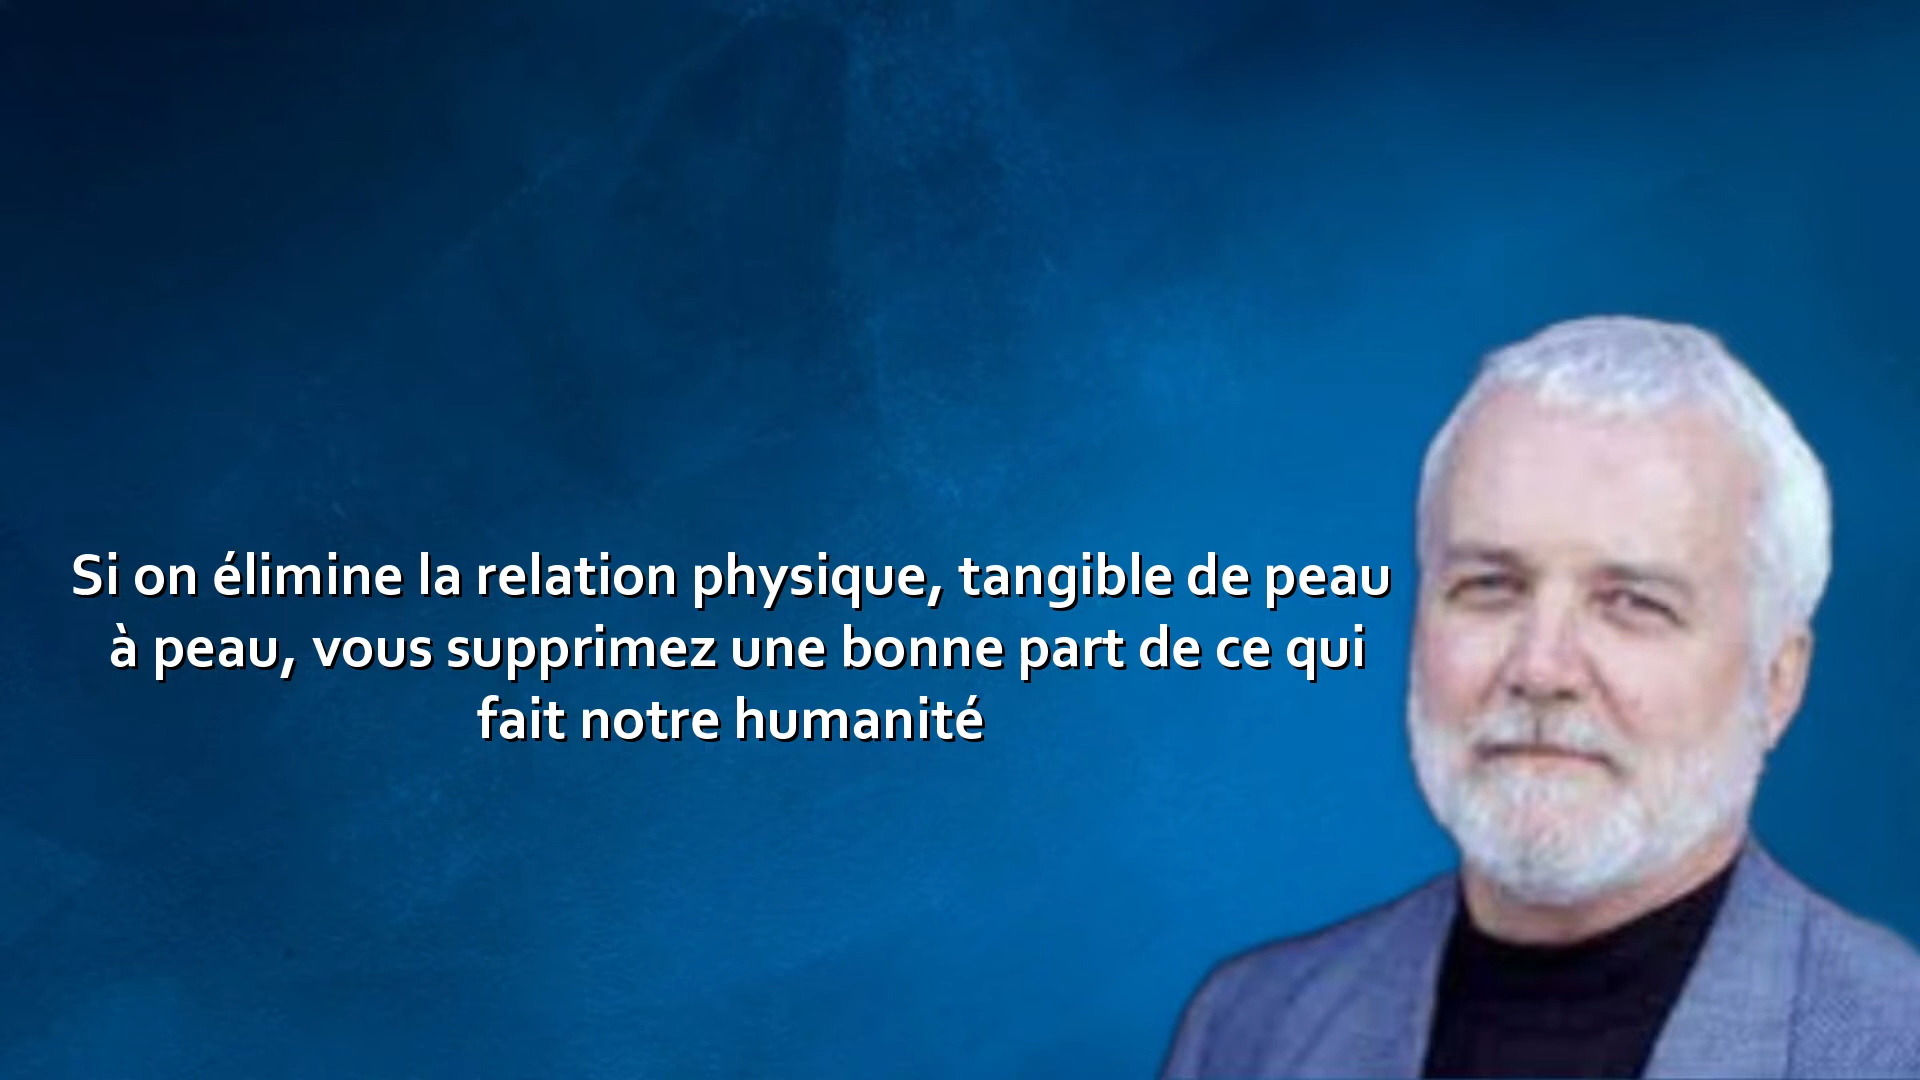 Si on élimine la relation physique, tangible de peau
à peau, vous supprimez une bonne part de ce qui
fait notre humanité